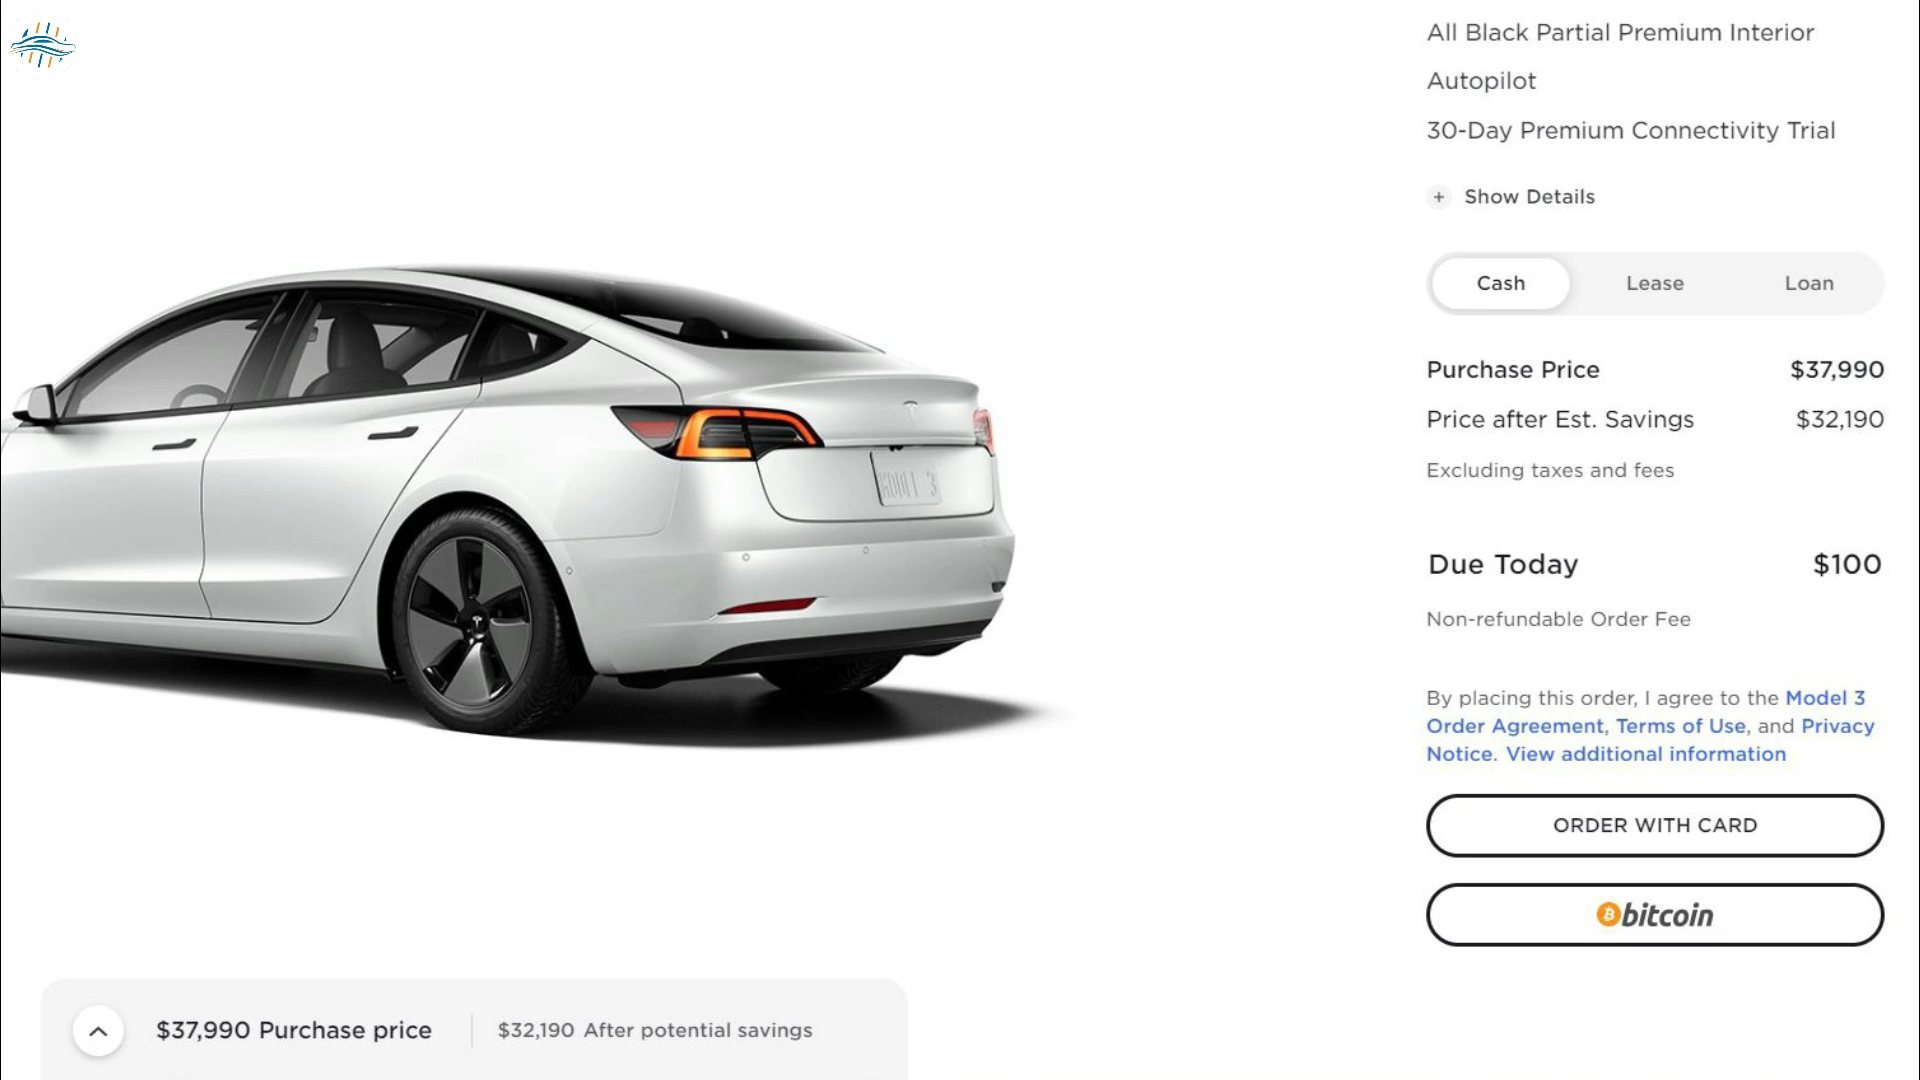 All Black Partial Premium Interior
Autopilot
30-Day Premium Connectivity Trial
+ Show Details
Cash Lease Loan
Purchase Price $37,990
Price after Est. Savings $32,190
Excluding taxes and fees
Due Today $100
Non-refundable Order Fee
By placing this order, I agree to the Model 3
Order Agreement, Terms of Use, and Privacy
Notice. View additional information
ORDER WITH CARD
bitcoin
$37,990 Purchase price $32,190 After potential savings